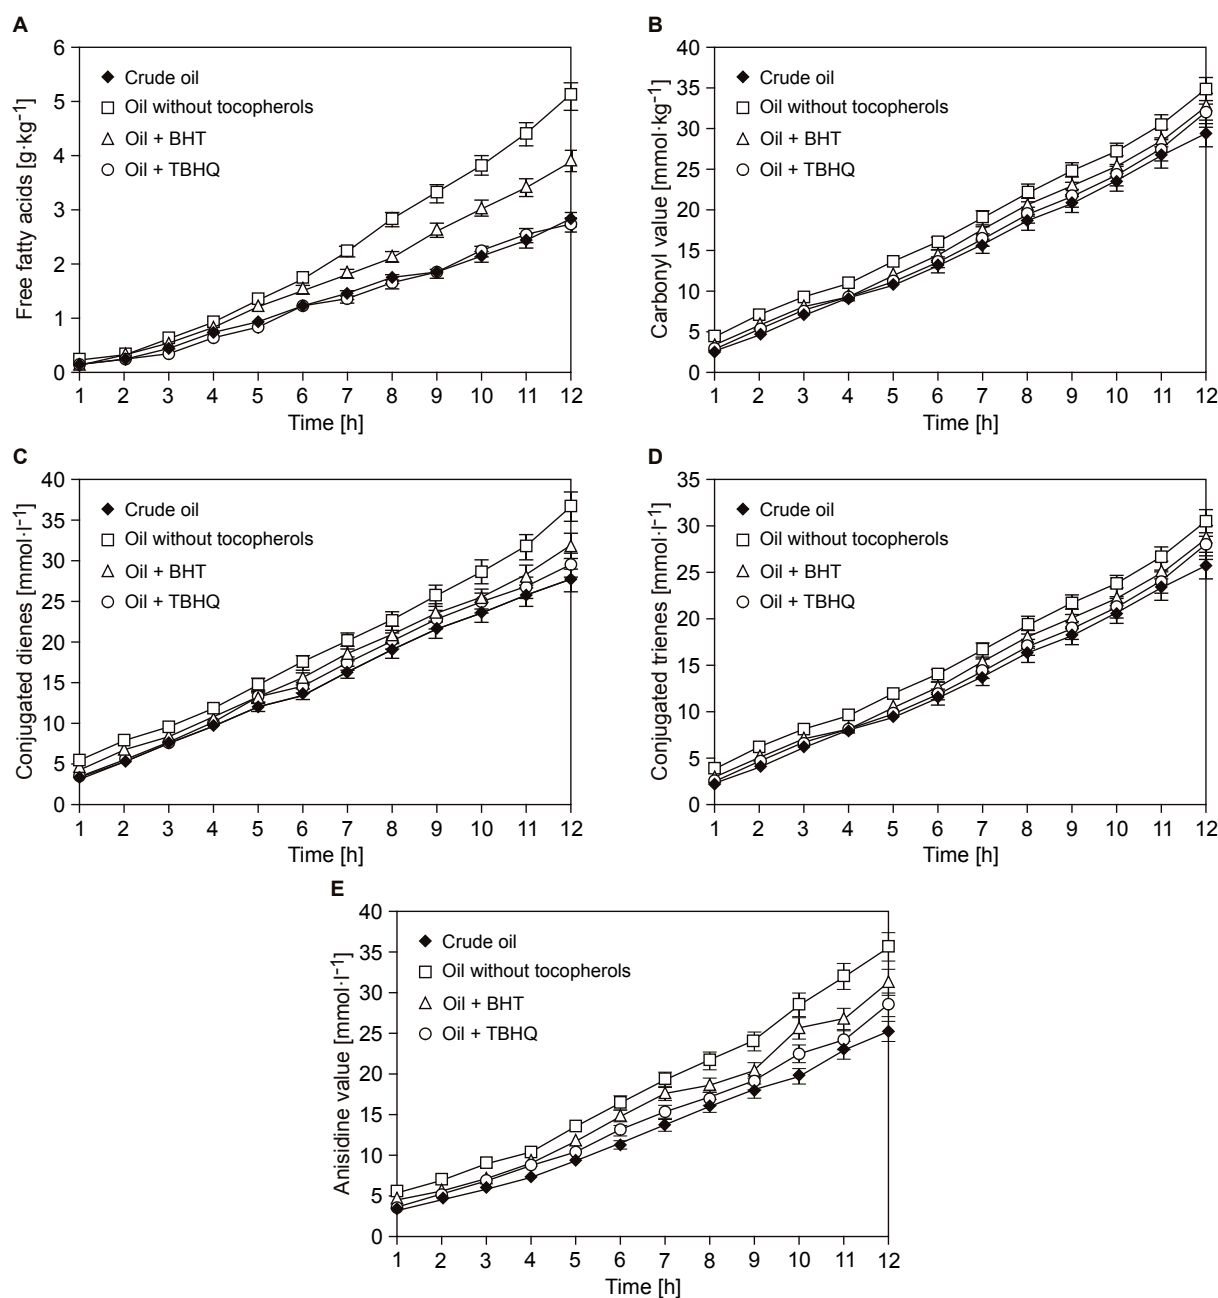 A
Free fatty acids [g·kg⁻¹]
6
5
4
3
2
1
0
Crude oil
Oil without tocopherols
Oil + BHT
Oil + TBHQ
1 2 3 4 5 6 7 8 9 10 11 12
Time [h]
B
Carbonyl value [mmol·kg⁻¹]
40
35
30
25
20
15
10
5
0
Crude oil
Oil without tocopherols
Oil + BHT
Oil + TBHQ
1 2 3 4 5 6 7 8 9 10 11 12
Time [h]
C
Conjugated dienes [mmol·l⁻¹]
40
35
30
25
20
15
10
5
0
Crude oil
Oil without tocopherols
Oil + BHT
Oil + TBHQ
1 2 3 4 5 6 7 8 9 10 11 12
Time [h]
D
Conjugated trienes [mmol·l⁻¹]
35
30
25
20
15
10
5
0
Crude oil
Oil without tocopherols
Oil + BHT
Oil + TBHQ
1 2 3 4 5 6 7 8 9 10 11 12
Time [h]
E
Anisidine value [mmol·l⁻¹]
40
35
30
25
20
15
10
5
0
Crude oil
Oil without tocopherols
Oil + BHT
Oil + TBHQ
1 2 3 4 5 6 7 8 9 10 11 12
Time [h]